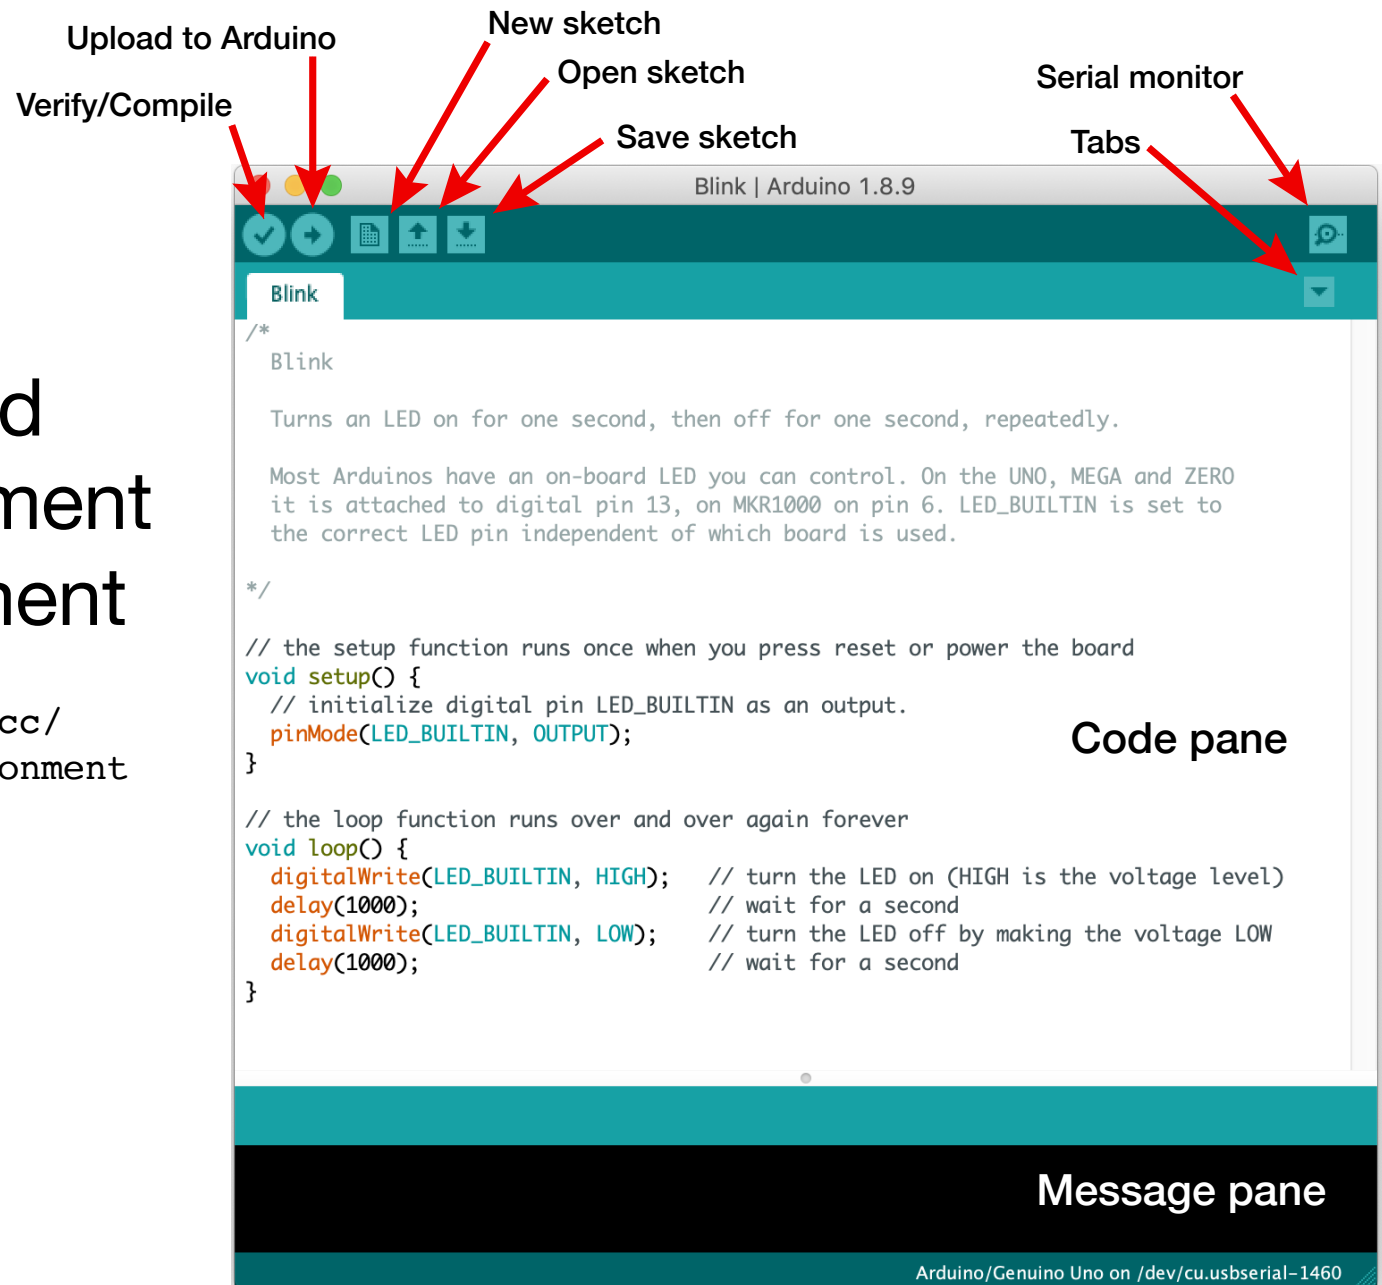 New sketch
Upload to Arduino
Open sketch
Serial monitor
Verify/Compile
Save sketch
Tabs
Blink | Arduino 1.8.9
Blink
/*
Blink
Turns an LED on for one second, then off for one second, repeatedly.
Most Arduinos have an on-board LED you can control. On the UNO, MEGA and ZERO
it is attached to digital pin 13, on MKR1000 on pin 6. LED_BUILTIN is set to
the correct LED pin independent of which board is used.
*/
// the setup function runs once when you press reset or power the board
void setup() {
// initialize digital pin LED_BUILTIN as an output.
pinMode(LED_BUILTIN, OUTPUT);
}
// the loop function runs over and over again forever
void loop() {
digitalWrite(LED_BUILTIN, HIGH);   // turn the LED on (HIGH is the voltage level)
delay(1000);                       // wait for a second
digitalWrite(LED_BUILTIN, LOW);    // turn the LED off by making the voltage LOW
delay(1000);                       // wait for a second
}
Code pane
d
ment
nent
cc/
onment
Message pane
Arduino/Genuino Uno on /dev/cu.usbserial-1460